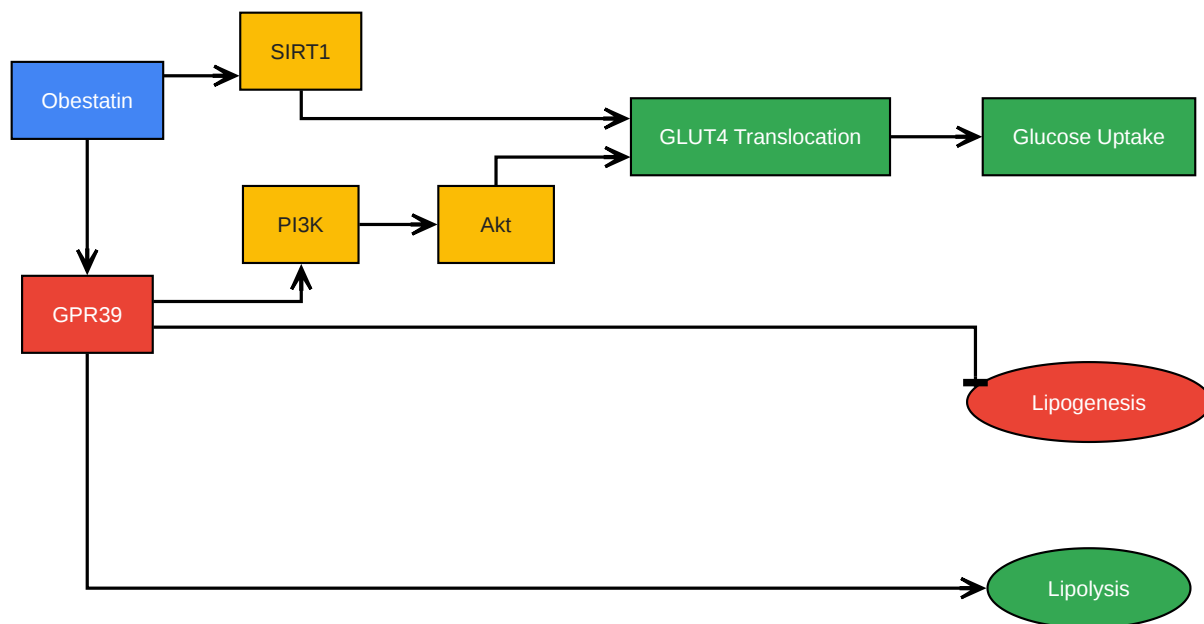 SIRT1
Obestatin
GLUT4 Translocation
Glucose Uptake
PI3K
Akt
GPR39
Lipogenesis
Lipolysis